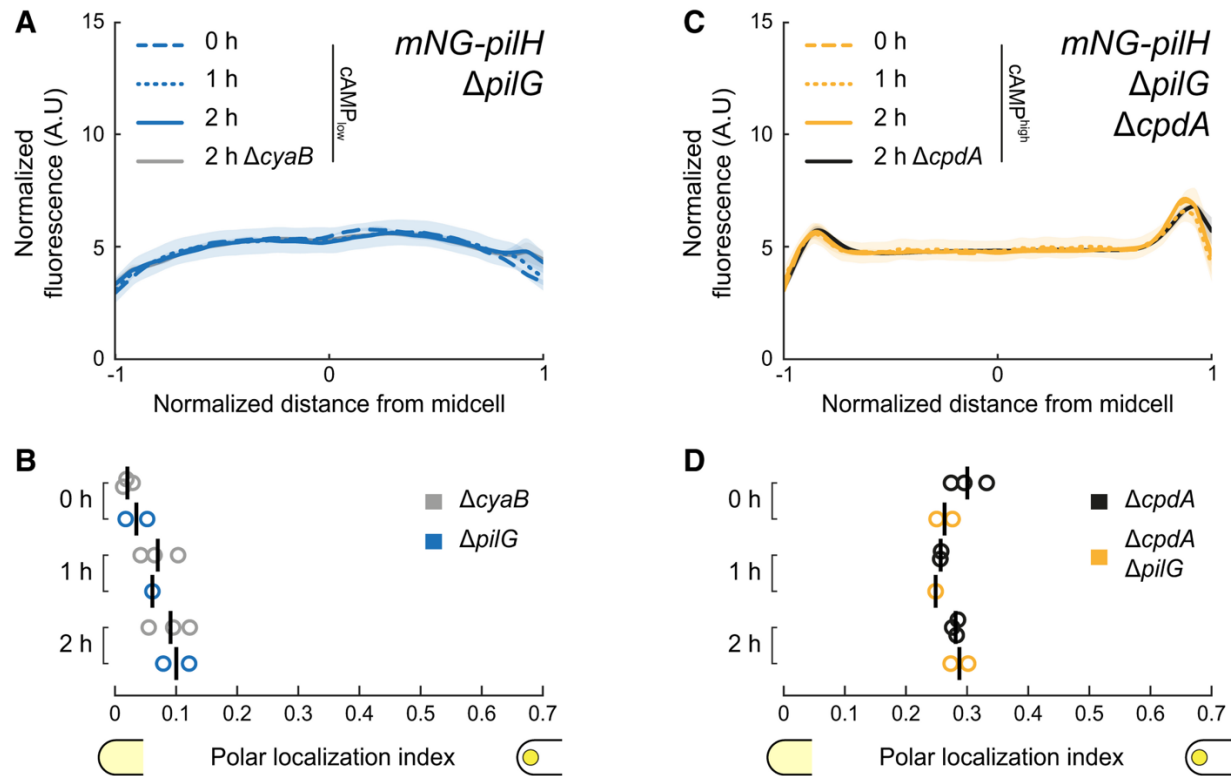 A
15
10
5
0
-1
0
1
Normalized
fluorescence (A.U)
Normalized distance from midcell
0 h
1 h
2 h
2 h ΔcyaB
cAMPlow
mNG-pilH
ΔpilG
C
15
10
5
0
-1
0
1
Normalized
fluorescence (A.U)
Normalized distance from midcell
0 h
1 h
2 h
2 h ΔcpdA
cAMPhigh
mNG-pilH
ΔpilG
ΔcpdA
B
0 h
1 h
2 h
ΔcyaB
ΔpilG
0 0.1 0.2 0.3 0.4 0.5 0.6 0.7
Polar localization index
D
0 h
1 h
2 h
ΔcpdA
ΔcpdA
ΔpilG
0 0.1 0.2 0.3 0.4 0.5 0.6 0.7
Polar localization index